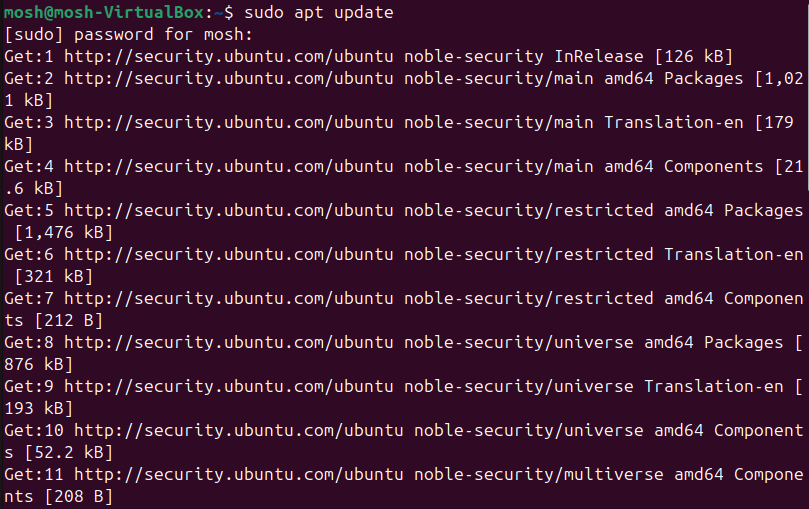 mosh@mosh-VirtualBox:~$ sudo apt update
[sudo] password for mosh:
Get:1 http://security.ubuntu.com/ubuntu noble-security InRelease [126 kB]
Get:2 http://security.ubuntu.com/ubuntu noble-security/main amd64 Packages [1,02
1 kB]
Get:3 http://security.ubuntu.com/ubuntu noble-security/main Translation-en [179
kB]
Get:4 http://security.ubuntu.com/ubuntu noble-security/main amd64 Components [21
.6 kB]
Get:5 http://security.ubuntu.com/ubuntu noble-security/restricted amd64 Packages
 [1,476 kB]
Get:6 http://security.ubuntu.com/ubuntu noble-security/restricted Translation-en
 [321 kB]
Get:7 http://security.ubuntu.com/ubuntu noble-security/restricted amd64 Componen
ts [212 B]
Get:8 http://security.ubuntu.com/ubuntu noble-security/universe amd64 Packages [
876 kB]
Get:9 http://security.ubuntu.com/ubuntu noble-security/universe Translation-en [
193 kB]
Get:10 http://security.ubuntu.com/ubuntu noble-security/universe amd64 Component
s [52.2 kB]
Get:11 http://security.ubuntu.com/ubuntu noble-security/multiverse amd64 Compone
nts [208 B]